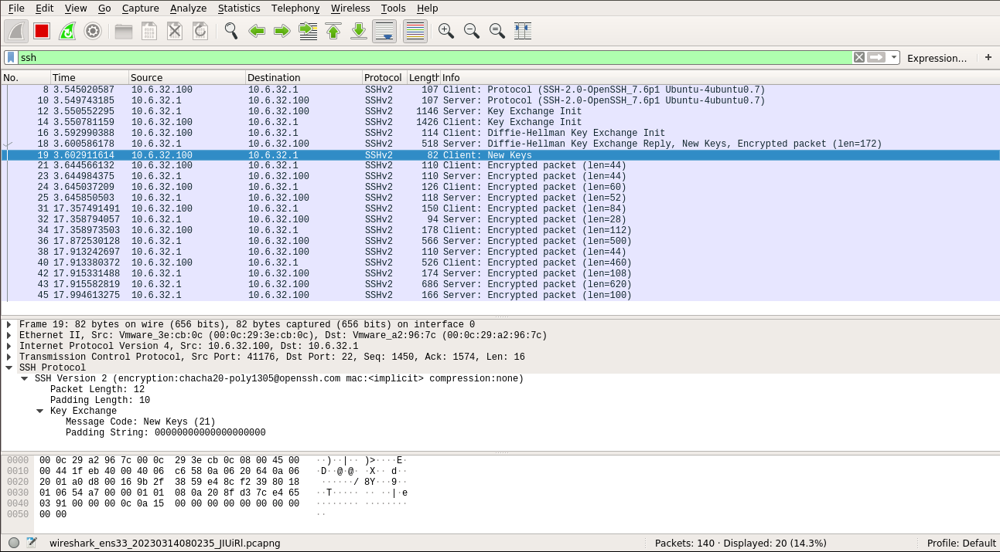 File Edit View Go Capture Analyze Statistics Telephony Wireless Tools Help
ssh Expression... +
No. Time Source Destination Protocol Length Info
8 3.545020587 10.6.32.100 10.6.32.1 SSHv2 107 Client: Protocol (SSH-2.0-OpenSSH_7.6p1 Ubuntu-4ubuntu0.7)
10 3.549743185 10.6.32.1 10.6.32.100 SSHv2 107 Server: Protocol (SSH-2.0-OpenSSH_7.6p1 Ubuntu-4ubuntu0.7)
12 3.550552295 10.6.32.1 10.6.32.100 SSHv2 1146 Server: Key Exchange Init
14 3.550781159 10.6.32.100 10.6.32.1 SSHv2 1426 Client: Key Exchange Init
16 3.592990388 10.6.32.100 10.6.32.1 SSHv2 114 Client: Diffie-Hellman Key Exchange Init
18 3.600586178 10.6.32.1 10.6.32.100 SSHv2 518 Server: Diffie-Hellman Key Exchange Reply, New Keys, Encrypted packet (len=172)
19 3.602911614 10.6.32.100 10.6.32.1 SSHv2 82 Client: New Keys
21 3.644566132 10.6.32.100 10.6.32.1 SSHv2 110 Client: Encrypted packet (len=44)
23 3.644984375 10.6.32.1 10.6.32.100 SSHv2 110 Server: Encrypted packet (len=44)
24 3.645037209 10.6.32.100 10.6.32.1 SSHv2 126 Client: Encrypted packet (len=60)
25 3.645850503 10.6.32.1 10.6.32.100 SSHv2 118 Server: Encrypted packet (len=52)
31 17.357491491 10.6.32.100 10.6.32.1 SSHv2 150 Client: Encrypted packet (len=84)
32 17.358794057 10.6.32.1 10.6.32.100 SSHv2 94 Server: Encrypted packet (len=28)
34 17.358973503 10.6.32.100 10.6.32.1 SSHv2 178 Client: Encrypted packet (len=112)
36 17.872530128 10.6.32.1 10.6.32.100 SSHv2 566 Server: Encrypted packet (len=500)
38 17.913242697 10.6.32.1 10.6.32.100 SSHv2 110 Server: Encrypted packet (len=44)
40 17.913380372 10.6.32.100 10.6.32.1 SSHv2 526 Client: Encrypted packet (len=460)
42 17.915331488 10.6.32.1 10.6.32.100 SSHv2 174 Server: Encrypted packet (len=108)
43 17.915582819 10.6.32.1 10.6.32.100 SSHv2 686 Server: Encrypted packet (len=620)
45 17.994613275 10.6.32.1 10.6.32.100 SSHv2 166 Server: Encrypted packet (len=100)
Frame 19: 82 bytes on wire (656 bits), 82 bytes captured (656 bits) on interface 0
Ethernet II, Src: Vmware_3e:cb:0c (00:0c:29:3e:cb:0c), Dst: Vmware_a2:96:7c (00:0c:29:a2:96:7c)
Internet Protocol Version 4, Src: 10.6.32.100, Dst: 10.6.32.1
Transmission Control Protocol, Src Port: 41176, Dst Port: 22, Seq: 1450, Ack: 1574, Len: 16
SSH Protocol
SSH Version 2 (encryption:chacha20-poly1305@openssh.com mac:<implicit> compression:none)
Packet Length: 12
Padding Length: 10
Key Exchange
Message Code: New Keys (21)
Padding String: 00000000000000000000
0000 00 0c 29 a2 96 7c 00 0c 29 3e cb 0c 08 00 45 00 ··)··|·· )>····E·
0010 00 44 1f eb 40 00 40 06 c6 58 0a 06 20 64 0a 06 ·D··@·@· ·X·· d··
0020 20 01 a0 d8 00 16 9b 2f 38 59 e4 8c f2 39 80 18 ······/ 8Y···9··
0030 01 06 54 a7 00 00 01 01 08 0a 20 8f d3 7c e4 65 ··T····· ·· ··|·e
0040 03 91 00 00 00 0c 0a 15 00 00 00 00 00 00 00 00 ········ ········
0050 00 00 ··
wireshark_ens33_20230314080235_JIUiRl.pcapng Packets: 140 · Displayed: 20 (14.3%) Profile: Default